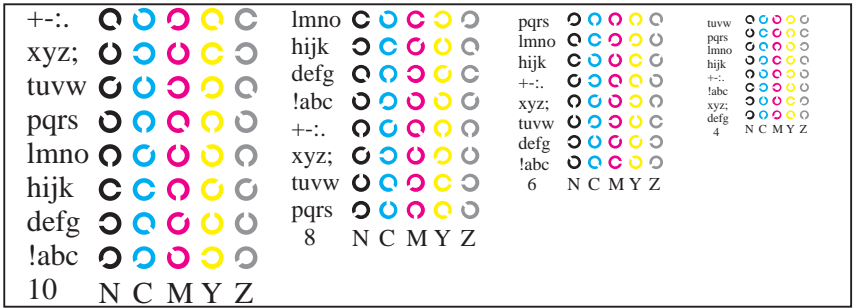 +-:.
xyz;
tuvw
pqrs
lmno
hijk
defg
!abc
10 N C M Y Z
lmno
hijk
defg
!abc
+-:.
xyz;
tuvw
pqrs
8 N C M Y Z
pqrs
lmno
hijk
+-:.
xyz;
tuvw
defg
!abc
6 N C M Y Z
tuvw
pqrs
lmno
hijk
+-:.
!abc
xyz;
defg
4 N C M Y Z